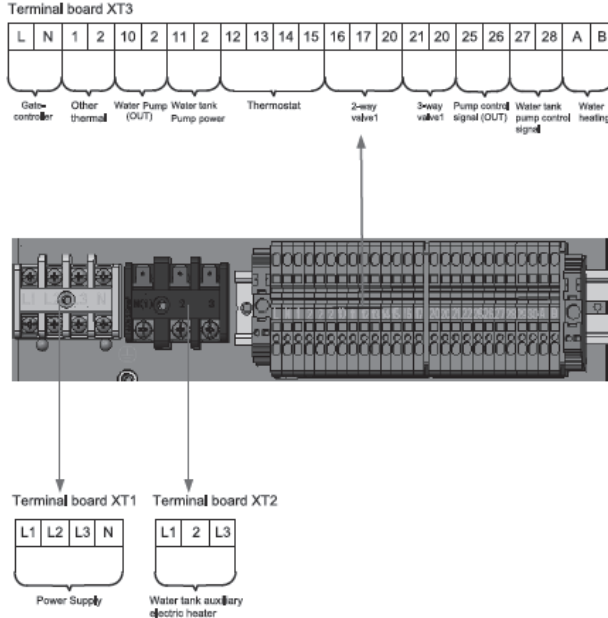 Terminal board XT3
L N 1 2 10 2 11 2 12 13 14 15 16 17 20 21 20 25 26 27 28 A B
Gate-controller
Other thermal
Water Pump (OUT)
Water tank Pump power
Thermostat
2-way valve1
3-way valve1
Pump control signal (OUT)
Water tank pump control signal
Water heating
L1 L2 L3 N
Terminal board XT1
L1 L2 L3 N
Power Supply
Terminal board XT2
L1 2 L3
Water tank auxiliary electric heater